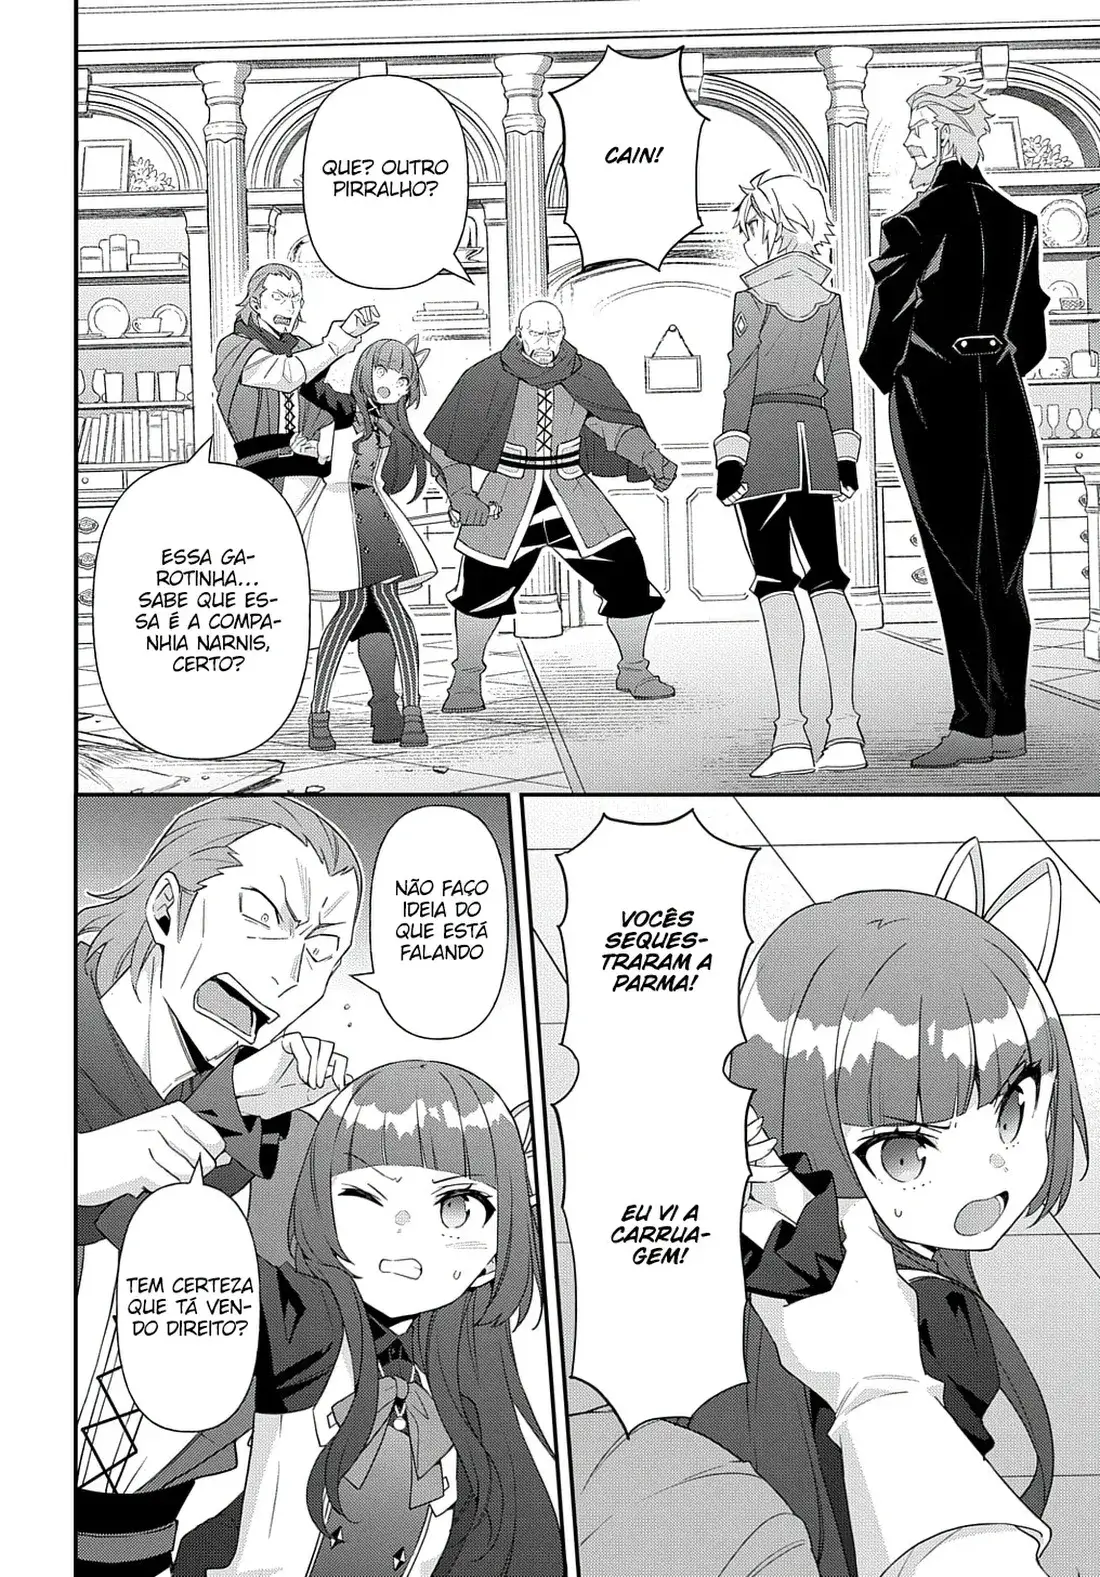 CAIN!
QUE? OUTRO
PIRRALHO?
ESSA GA-
ROTINHA...
SABE QUE ES-
SA É A COMPA-
NHIA NARNIS,
CERTO?
VOCÊS
SEQUES-
TRARAM A
PARMA!
EU VI A
CARRUA-
GEM!
NÃO FAÇO
IDEIA DO
QUE ESTÁ
FALANDO
TEM CERTEZA
QUE TÁ VEN-
DO DIREITO?